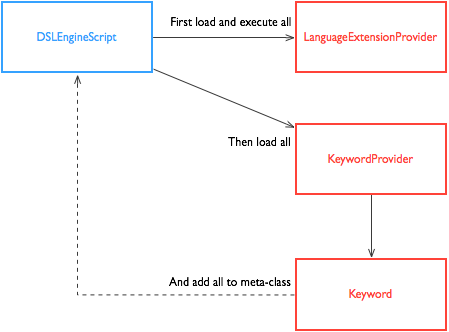 First load and execute all
DSLEngineScript
LanguageExtensionProvider
Then load all
KeywordProvider
And add all to meta-class
Keyword